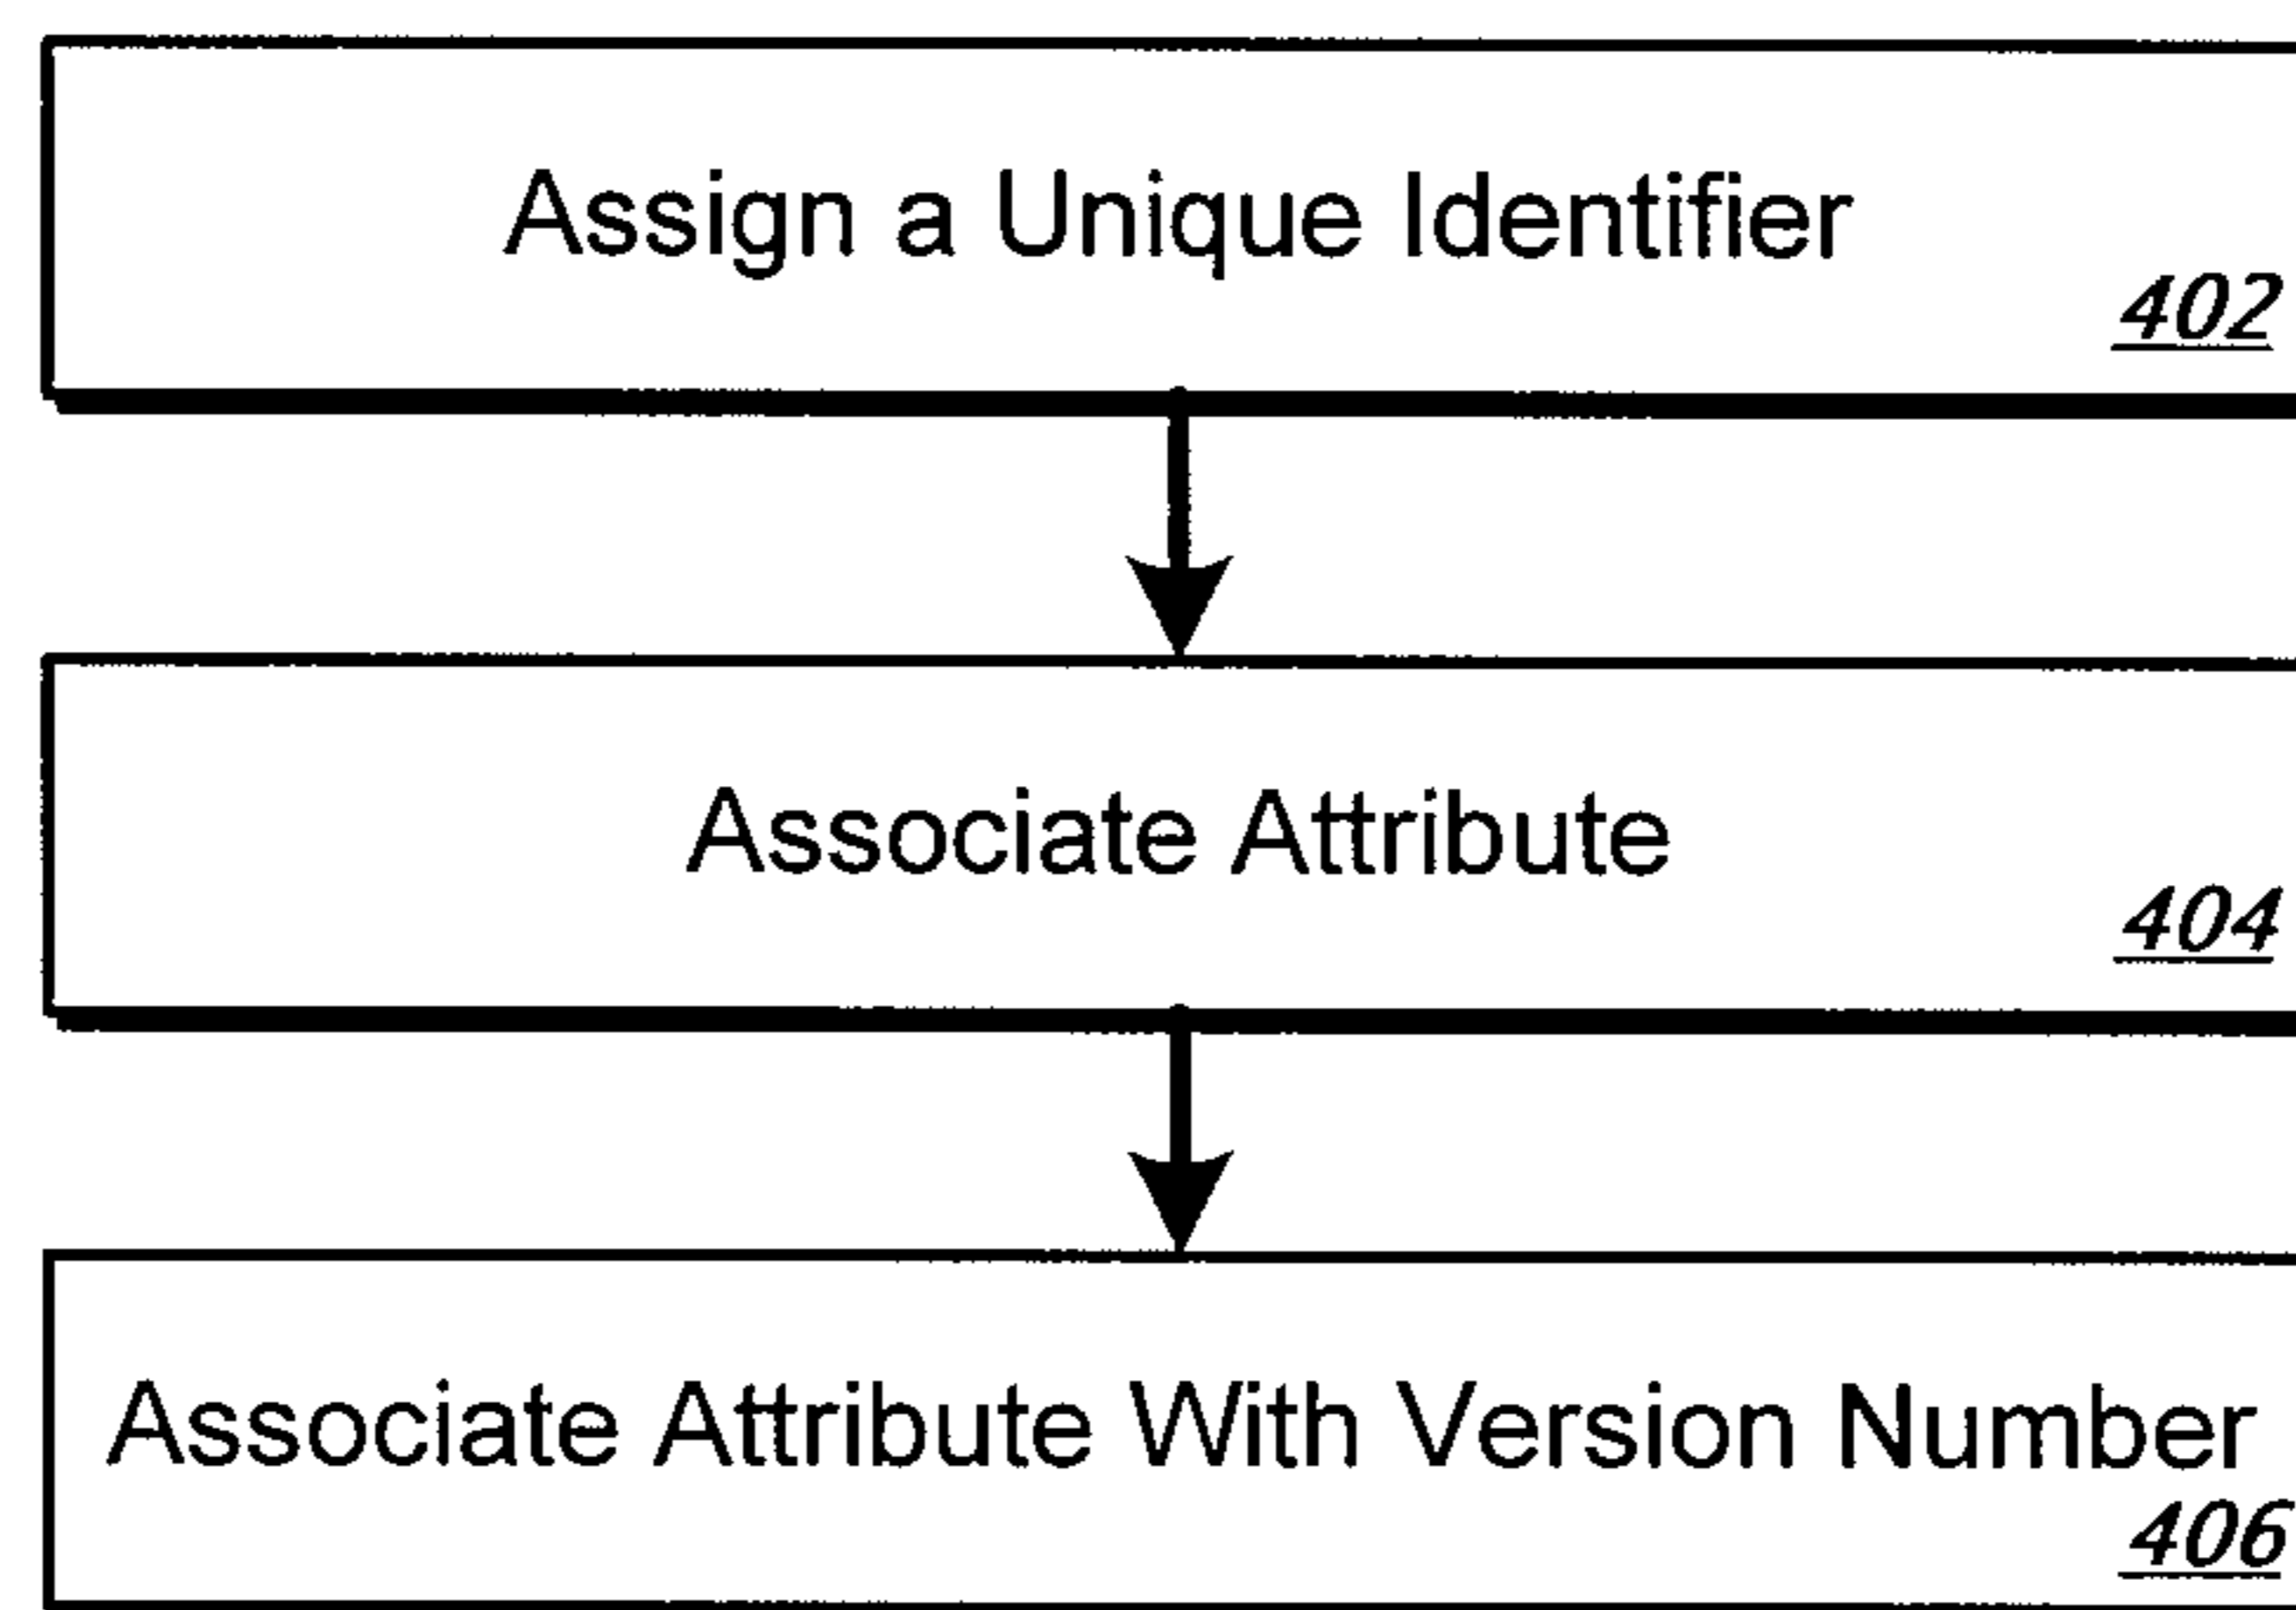 Assign a Unique Identifier
402
Associate Attribute
404
Associate Attribute With Version Number
406